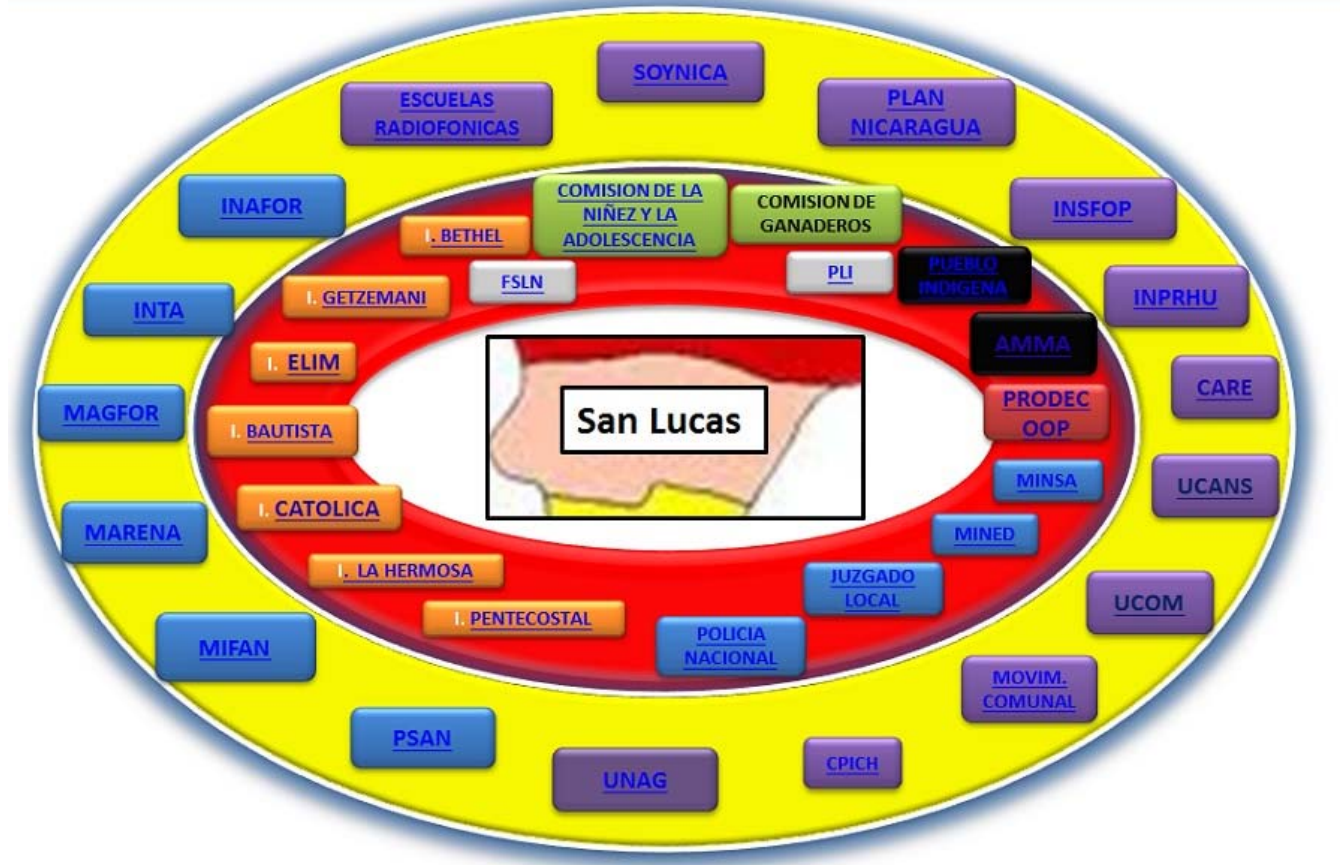 SOYNICA
ESCUELAS
RADIOFONICAS
PLAN
NICARAGUA
INAFOR
INSFOP
INTA
INPRHU
MAGFOR
CARE
MARENA
UCANS
MIFAN
UCOM
PSAN
MOVIM.
COMUNAL
UNAG
CPICH
COMISION DE LA
NIÑEZ Y LA
ADOLESCENCIA
COMISION DE
GANADEROS
I. BETHEL
FSLN
PLI
PUEBLO
INDIGENA
I. GETZEMANI
AMMA
I. ELIM
PRODEC
OOP
I. BAUTISTA
MINSA
I. CATOLICA
MINED
I. LA HERMOSA
JUZGADO
LOCAL
I. PENTECOSTAL
POLICIA
NACIONAL
San Lucas